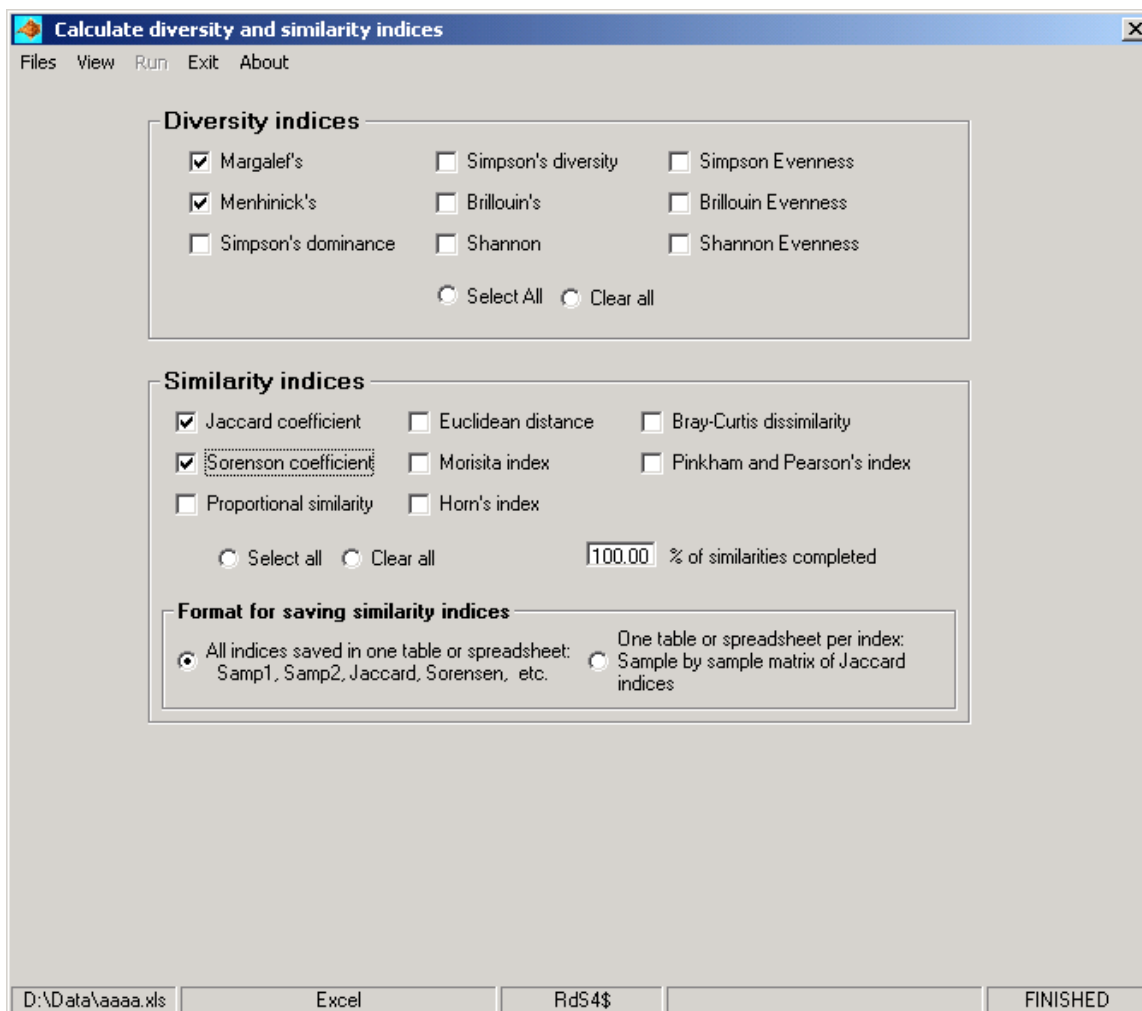 Calculate diversity and similarity indices
Files View Run Exit About
Diversity indices
Margalef's Simpson's diversity Simpson Evenness
Menhinick's Brillouin's Brillouin Evenness
Simpson's dominance Shannon Shannon Evenness
Select All Clear all
Similarity indices
Jaccard coefficient Euclidean distance Bray-Curtis dissimilarity
Sorenson coefficient Morisita index Pinkham and Pearson's index
Proportional similarity Horn's index
Select all Clear all 100.00 % of similarities completed
Format for saving similarity indices
All indices saved in one table or spreadsheet:
Samp1, Samp2, Jaccard, Sorensen, etc.
One table or spreadsheet per index:
Sample by sample matrix of Jaccard
indices
D:\Data\aaaa.xls Excel RdS4$ FINISHED